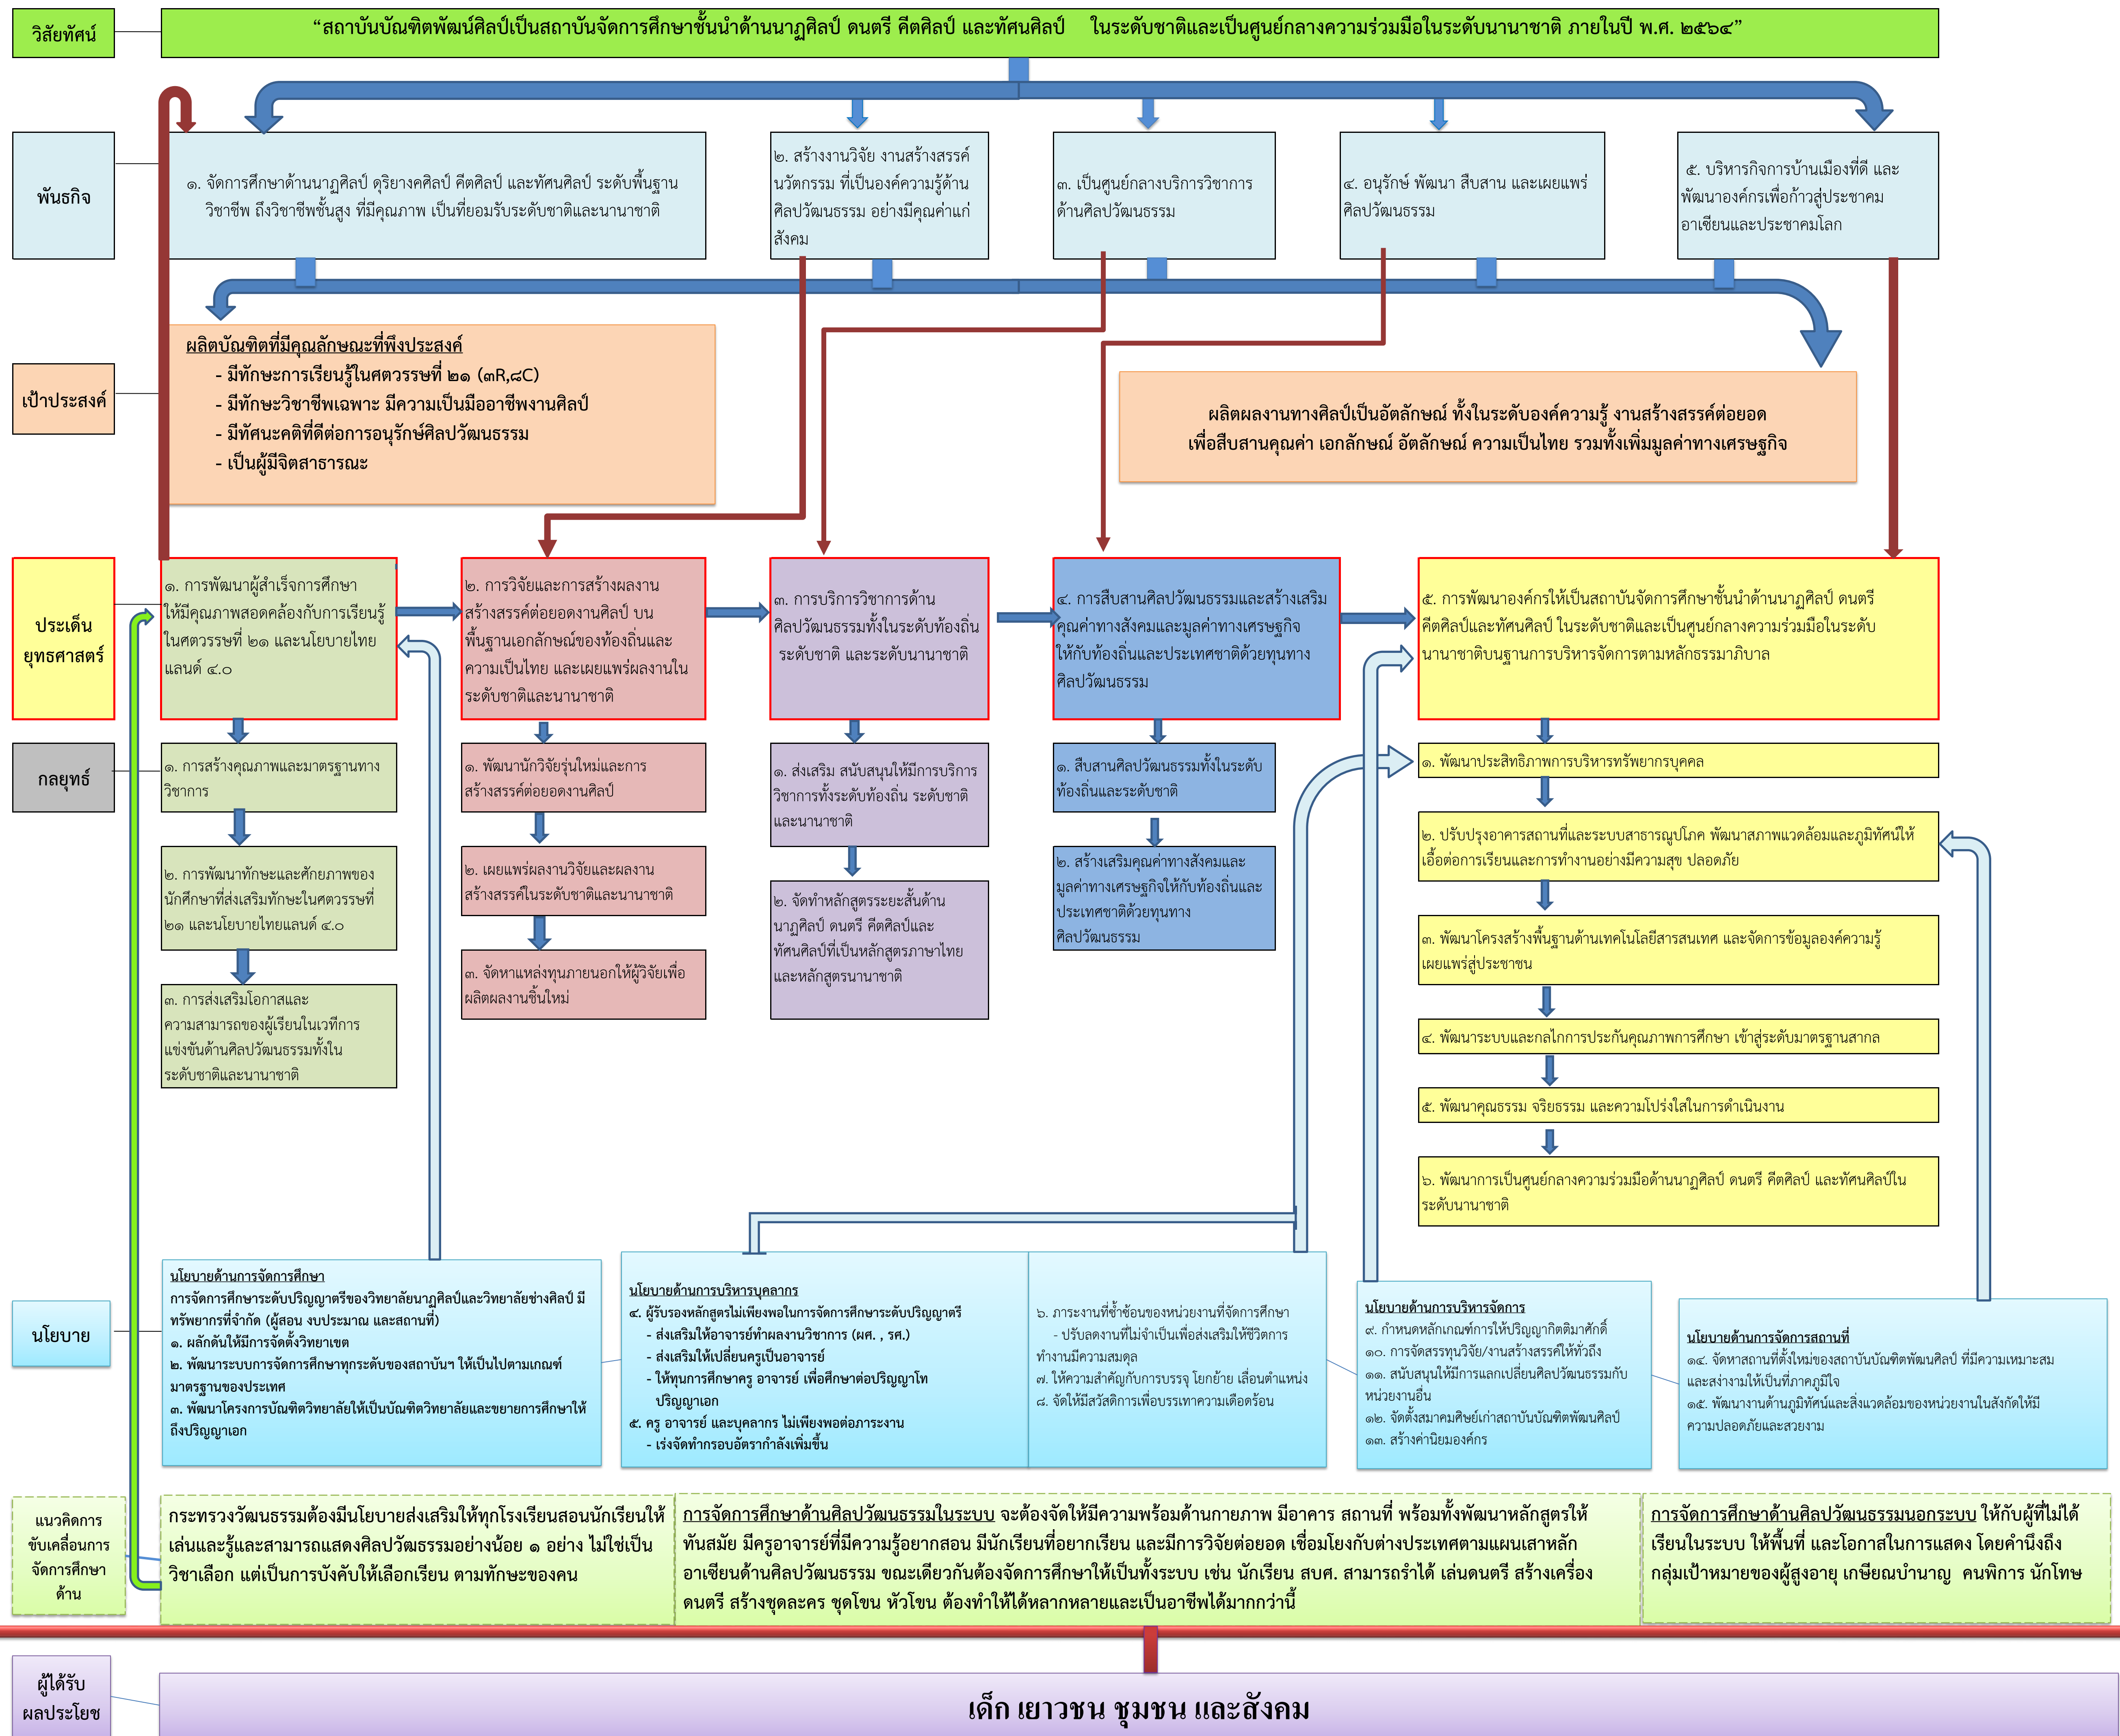 วิสัยทัศน์
“สถาบันบัณฑิตพัฒน์ศิลป์เป็นสถาบันจัดการศึกษาชั้นนำด้านนาฏศิลป์ ดนตรี คีตศิลป์ และทัศนศิลป์ ในระดับชาติและเป็นศูนย์กลางความร่วมมือในระดับนานาชาติ ภายในปี พ.ศ. ๒๕๖๔”
พันธกิจ
๑. จัดการศึกษาด้านนาฏศิลป์ ดุริยางคศิลป์ คีตศิลป์ และทัศนศิลป์ ระดับพื้นฐาน
วิชาชีพ ถึงวิชาชีพชั้นสูง ที่มีคุณภาพ เป็นที่ยอมรับระดับชาติและนานาชาติ
๒. สร้างงานวิจัย งานสร้างสรรค์
นวัตกรรม ที่เป็นองค์ความรู้ด้าน
ศิลปวัฒนธรรม อย่างมีคุณค่าแก่
สังคม
๓. เป็นศูนย์กลางบริการวิชาการ
ด้านศิลปวัฒนธรรม
๔. อนุรักษ์ พัฒนา สืบสาน และเผยแพร่
ศิลปวัฒนธรรม
๕. บริหารกิจการบ้านเมืองที่ดี และ
พัฒนาองค์กรเพื่อก้าวสู่ประชาคม
อาเซียนและประชาคมโลก
เป้าประสงค์
ผลิตบัณฑิตที่มีคุณลักษณะที่พึงประสงค์
- มีทักษะการเรียนรู้ในศตวรรษที่ ๒๑ (๓R,๘C)
- มีทักษะวิชาชีพเฉพาะ มีความเป็นมืออาชีพงานศิลป์
- มีทัศนะคติที่ดีต่อการอนุรักษ์ศิลปวัฒนธรรม
- เป็นผู้มีจิตสาธารณะ
ผลิตผลงานทางศิลป์เป็นอัตลักษณ์ ทั้งในระดับองค์ความรู้ งานสร้างสรรค์ต่อยอด
เพื่อสืบสานคุณค่า เอกลักษณ์ อัตลักษณ์ ความเป็นไทย รวมทั้งเพิ่มมูลค่าทางเศรษฐกิจ
ประเด็น
ยุทธศาสตร์
๑. การพัฒนาผู้สำเร็จการศึกษา
ให้มีคุณภาพสอดคล้องกับการเรียนรู้
ในศตวรรษที่ ๒๑ และนโยบายไทย
แลนด์ ๔.๐
๒. การวิจัยและการสร้างผลงาน
สร้างสรรค์ต่อยอดงานศิลป์ บน
พื้นฐานเอกลักษณ์ของท้องถิ่นและ
ความเป็นไทย และเผยแพร่ผลงานใน
ระดับชาติและนานาชาติ
๓. การบริการวิชาการด้าน
ศิลปวัฒนธรรมทั้งในระดับท้องถิ่น
ระดับชาติ และระดับนานาชาติ
๔. การสืบสานศิลปวัฒนธรรมและสร้างเสริม
คุณค่าทางสังคมและมูลค่าทางเศรษฐกิจ
ให้กับท้องถิ่นและประเทศชาติด้วยทุนทาง
ศิลปวัฒนธรรม
๕. การพัฒนาองค์กรให้เป็นสถาบันจัดการศึกษาชั้นนำด้านนาฏศิลป์ ดนตรี
คีตศิลป์และทัศนศิลป์ ในระดับชาติและเป็นศูนย์กลางความร่วมมือในระดับ
นานาชาติบนฐานการบริหารจัดการตามหลักธรรมาภิบาล
กลยุทธ์
๑. การสร้างคุณภาพและมาตรฐานทาง
วิชาการ
๒. การพัฒนาทักษะและศักยภาพของ
นักศึกษาที่ส่งเสริมทักษะในศตวรรษที่
๒๑ และนโยบายไทยแลนด์ ๔.๐
๓. การส่งเสริมโอกาสและ
ความสามารถของผู้เรียนในเวทีการ
แข่งขันด้านศิลปวัฒนธรรมทั้งใน
ระดับชาติและนานาชาติ
๑. พัฒนานักวิจัยรุ่นใหม่และการ
สร้างสรรค์ต่อยอดงานศิลป์
๒. เผยแพร่ผลงานวิจัยและผลงาน
สร้างสรรค์ในระดับชาติและนานาชาติ
๓. จัดหาแหล่งทุนภายนอกให้ผู้วิจัยเพื่อ
ผลิตผลงานชิ้นใหม่
๑. ส่งเสริม สนับสนุนให้มีการบริการ
วิชาการทั้งระดับท้องถิ่น ระดับชาติ
และนานาชาติ
๒. จัดทำหลักสูตรระยะสั้นด้าน
นาฏศิลป์ ดนตรี คีตศิลป์และ
ทัศนศิลป์ที่เป็นหลักสูตรภาษาไทย
และหลักสูตรนานาชาติ
๑. สืบสานศิลปวัฒนธรรมทั้งในระดับ
ท้องถิ่นและระดับชาติ
๒. สร้างเสริมคุณค่าทางสังคมและ
มูลค่าทางเศรษฐกิจให้กับท้องถิ่นและ
ประเทศชาติด้วยทุนทาง
ศิลปวัฒนธรรม
๑. พัฒนาประสิทธิภาพการบริหารทรัพยากรบุคคล
๒. ปรับปรุงอาคารสถานที่และระบบสาธารณูปโภค พัฒนาสภาพแวดล้อมและภูมิทัศน์ให้
เอื้อต่อการเรียนและการทำงานอย่างมีความสุข ปลอดภัย
๓. พัฒนาโครงสร้างพื้นฐานด้านเทคโนโลยีสารสนเทศ และจัดการข้อมูลองค์ความรู้
เผยแพร่สู่ประชาชน
๔. พัฒนาระบบและกลไกการประกันคุณภาพการศึกษา เข้าสู่ระดับมาตรฐานสากล
๕. พัฒนาคุณธรรม จริยธรรม และความโปร่งใสในการดำเนินงาน
๖. พัฒนาการเป็นศูนย์กลางความร่วมมือด้านนาฏศิลป์ ดนตรี คีตศิลป์ และทัศนศิลป์ใน
ระดับนานาชาติ
นโยบาย
นโยบายด้านการจัดการศึกษา
การจัดการศึกษาระดับปริญญาตรีของวิทยาลัยนาฏศิลป์และวิทยาลัยช่างศิลป์ มี
ทรัพยากรที่จำกัด (ผู้สอน งบประมาณ และสถานที่)
๑. ผลักดันให้มีการจัดตั้งวิทยาเขต
๒. พัฒนาระบบการจัดการศึกษาทุกระดับของสถาบันฯ ให้เป็นไปตามเกณฑ์
มาตรฐานของประเทศ
๓. พัฒนาโครงการบัณฑิตวิทยาลัยให้เป็นบัณฑิตวิทยาลัยและขยายการศึกษาให้
ถึงปริญญาเอก
นโยบายด้านการบริหารบุคลากร
๔. ผู้รับรองหลักสูตรไม่เพียงพอในการจัดการศึกษาระดับปริญญาตรี
- ส่งเสริมให้อาจารย์ทำผลงานวิชาการ (ผศ. , รศ.)
- ส่งเสริมให้เปลี่ยนครูเป็นอาจารย์
- ให้ทุนการศึกษาครู อาจารย์ เพื่อศึกษาต่อปริญญาโท
ปริญญาเอก
๕. ครู อาจารย์ และบุคลากร ไม่เพียงพอต่อภาระงาน
- เร่งจัดทำกรอบอัตรากำลังเพิ่มขึ้น
๖. ภาระงานที่ซ้ำซ้อนของหน่วยงานที่จัดการศึกษา
- ปรับลดงานที่ไม่จำเป็นเพื่อส่งเสริมให้ชีวิตการ
ทำงานมีความสมดุล
๗. ให้ความสำคัญกับการบรรจุ โยกย้าย เลื่อนตำแหน่ง
๘. จัดให้มีสวัสดิการเพื่อบรรเทาความเดือดร้อน
นโยบายด้านการบริหารจัดการ
๙. กำหนดหลักเกณฑ์การให้ปริญญากิตติมาศักดิ์
๑๐. การจัดสรรทุนวิจัย/งานสร้างสรรค์ให้ทั่วถึง
๑๑. สนับสนุนให้มีการแลกเปลี่ยนศิลปวัฒนธรรมกับ
หน่วยงานอื่น
๑๒. จัดตั้งสมาคมศิษย์เก่าสถาบันบัณฑิตพัฒนศิลป์
๑๓. สร้างค่านิยมองค์กร
นโยบายด้านการจัดการสถานที่
๑๔. จัดหาสถานที่ตั้งใหม่ของสถาบันบัณฑิตพัฒนศิลป์ ที่มีความเหมาะสม
และสง่างามให้เป็นที่ภาคภูมิใจ
๑๕. พัฒนางานด้านภูมิทัศน์และสิ่งแวดล้อมของหน่วยงานในสังกัดให้มี
ความปลอดภัยและสวยงาม
แนวคิดการ
ขับเคลื่อนการ
จัดการศึกษา
ด้าน
กระทรวงวัฒนธรรมต้องมีนโยบายส่งเสริมให้ทุกโรงเรียนสอนนักเรียนให้
เล่นและรู้และสามารถแสดงศิลปวัฒธรรมอย่างน้อย ๑ อย่าง ไม่ใช่เป็น
วิชาเลือก แต่เป็นการบังคับให้เลือกเรียน ตามทักษะของคน
การจัดการศึกษาด้านศิลปวัฒนธรรมในระบบ จะต้องจัดให้มีความพร้อมด้านกายภาพ มีอาคาร สถานที่ พร้อมทั้งพัฒนาหลักสูตรให้
ทันสมัย มีครูอาจารย์ที่มีความรู้อยากสอน มีนักเรียนที่อยากเรียน และมีการวิจัยต่อยอด เชื่อมโยงกับต่างประเทศตามแผนเสาหลัก
อาเซียนด้านศิลปวัฒนธรรม ขณะเดียวกันต้องจัดการศึกษาให้เป็นทั้งระบบ เช่น นักเรียน สบศ. สามารถรำได้ เล่นดนตรี สร้างเครื่อง
ดนตรี สร้างชุดละคร ชุดโขน หัวโขน ต้องทำให้ได้หลากหลายและเป็นอาชีพได้มากกว่านี้
การจัดการศึกษาด้านศิลปวัฒนธรรมนอกระบบ ให้กับผู้ที่ไม่ได้
เรียนในระบบ ให้พื้นที่ และโอกาสในการแสดง โดยคำนึงถึง
กลุ่มเป้าหมายของผู้สูงอายุ เกษียณบำนาญ คนพิการ นักโทษ
ผู้ได้รับ
ผลประโยช
เด็ก เยาวชน ชุมชน และสังคม